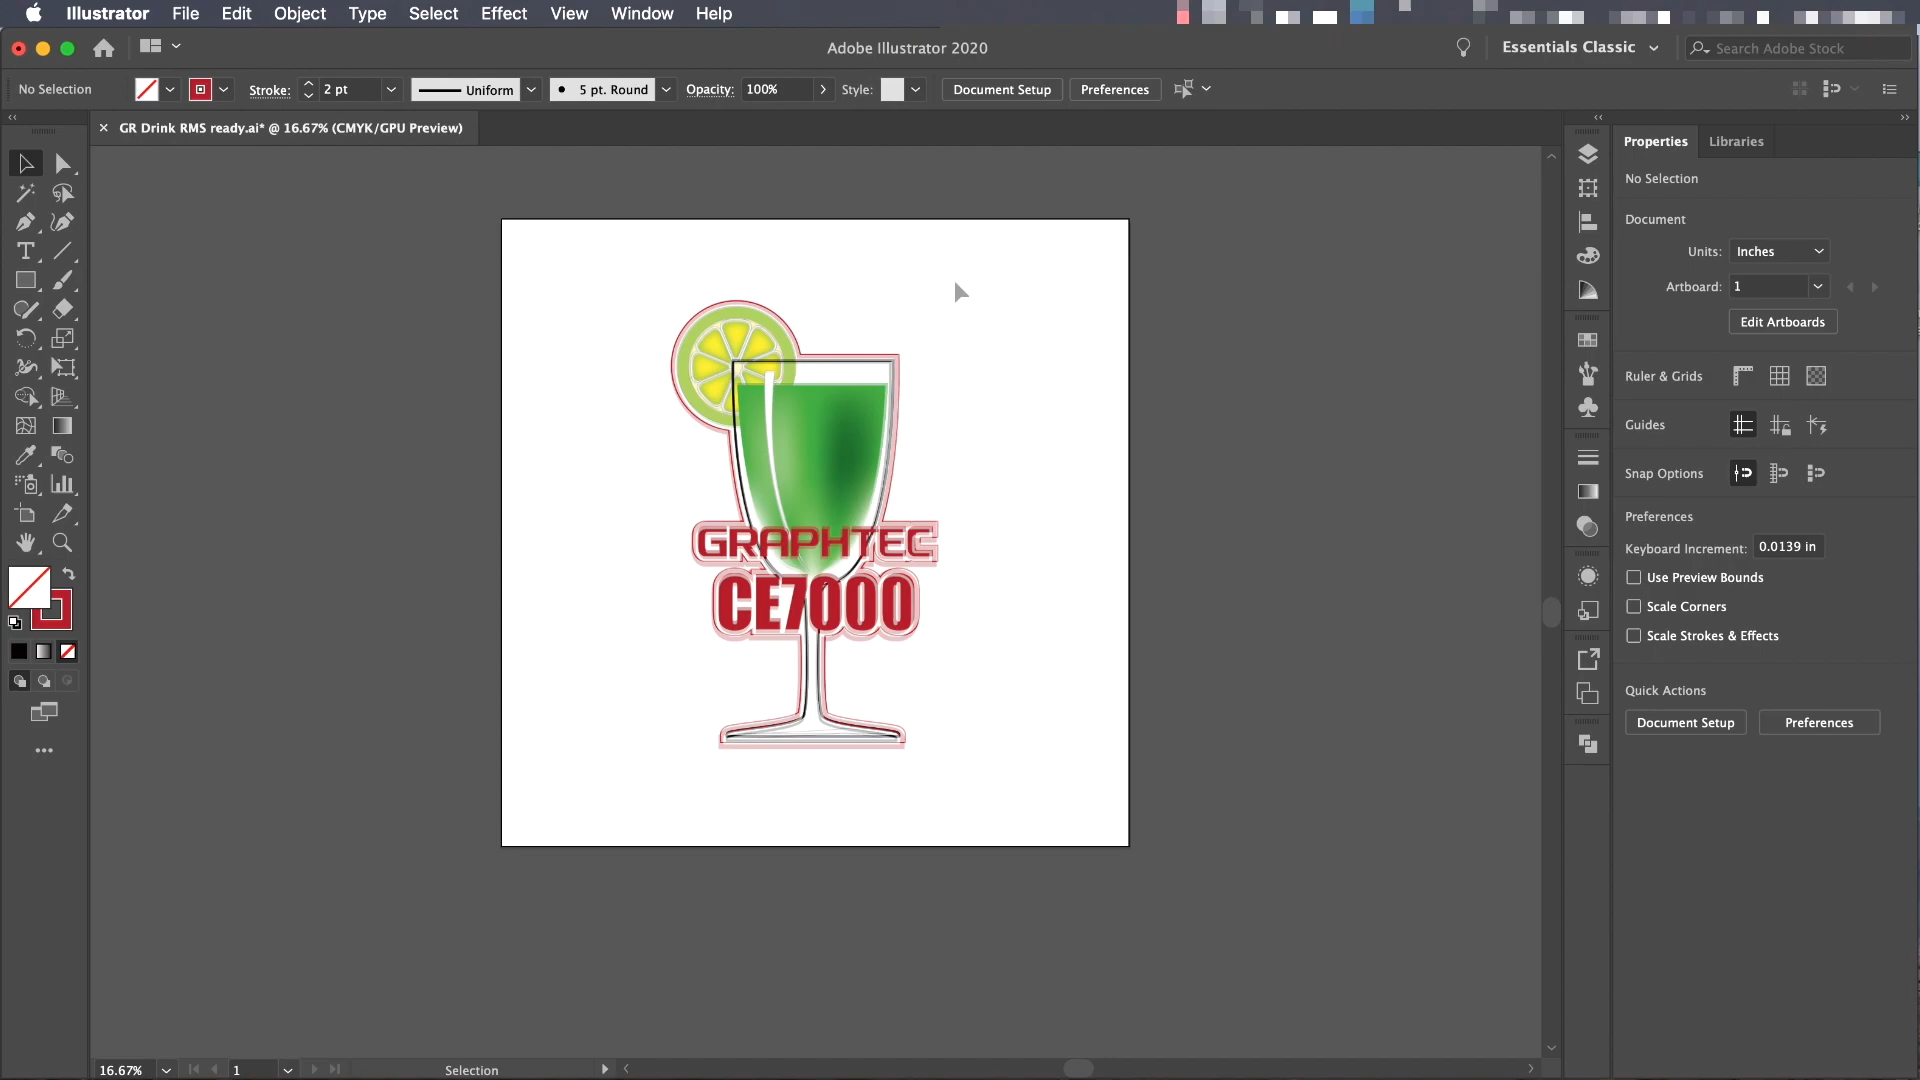 Illustrator File Edit Object Type Select Effect View Window Help
Adobe Illustrator 2020
Essentials Classic
Search Adobe Stock
No Selection
Stroke: 2 pt
Uniform
5 pt. Round
Opacity: 100%
Style:
Document Setup
Preferences
× GR Drink RMS ready.ai* @ 16.67% (CMYK/GPU Preview)
Properties
Libraries
No Selection
Document
Units: Inches
Artboard: 1
Edit Artboards
Ruler & Grids
Guides
Snap Options
Preferences
Keyboard Increment: 0.0139 in
Use Preview Bounds
Scale Corners
Scale Strokes & Effects
Quick Actions
Document Setup
Preferences
GRAPHTEC
CE7000
16.67%
1
Selection